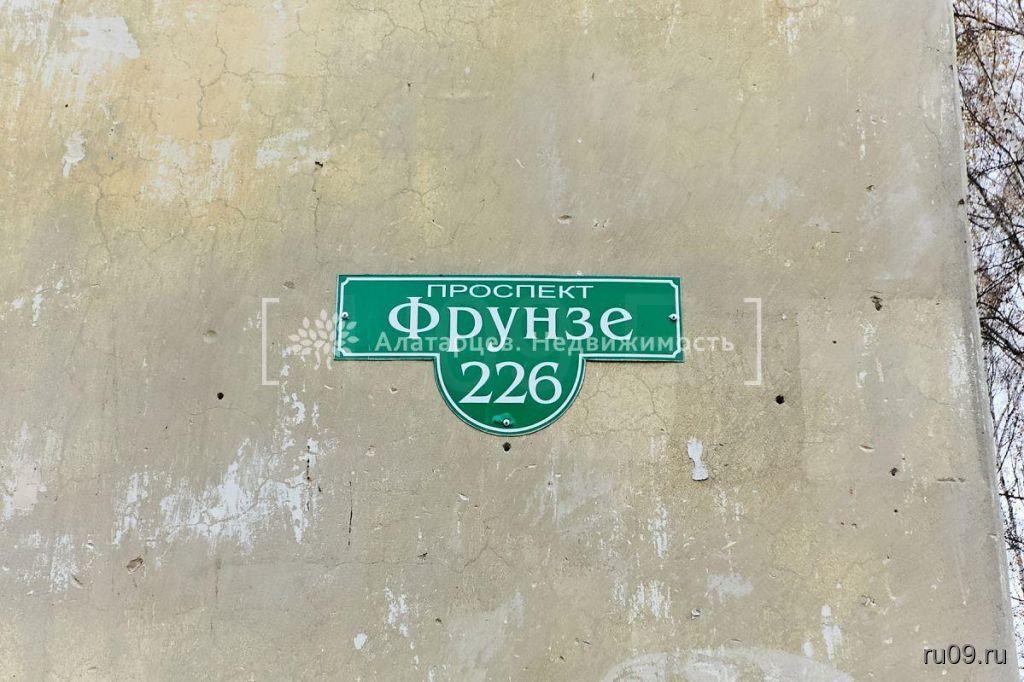 ПРОСПЕКТ
Фрунзе
Алатарцев. Недвижимость
226
ru09.ru